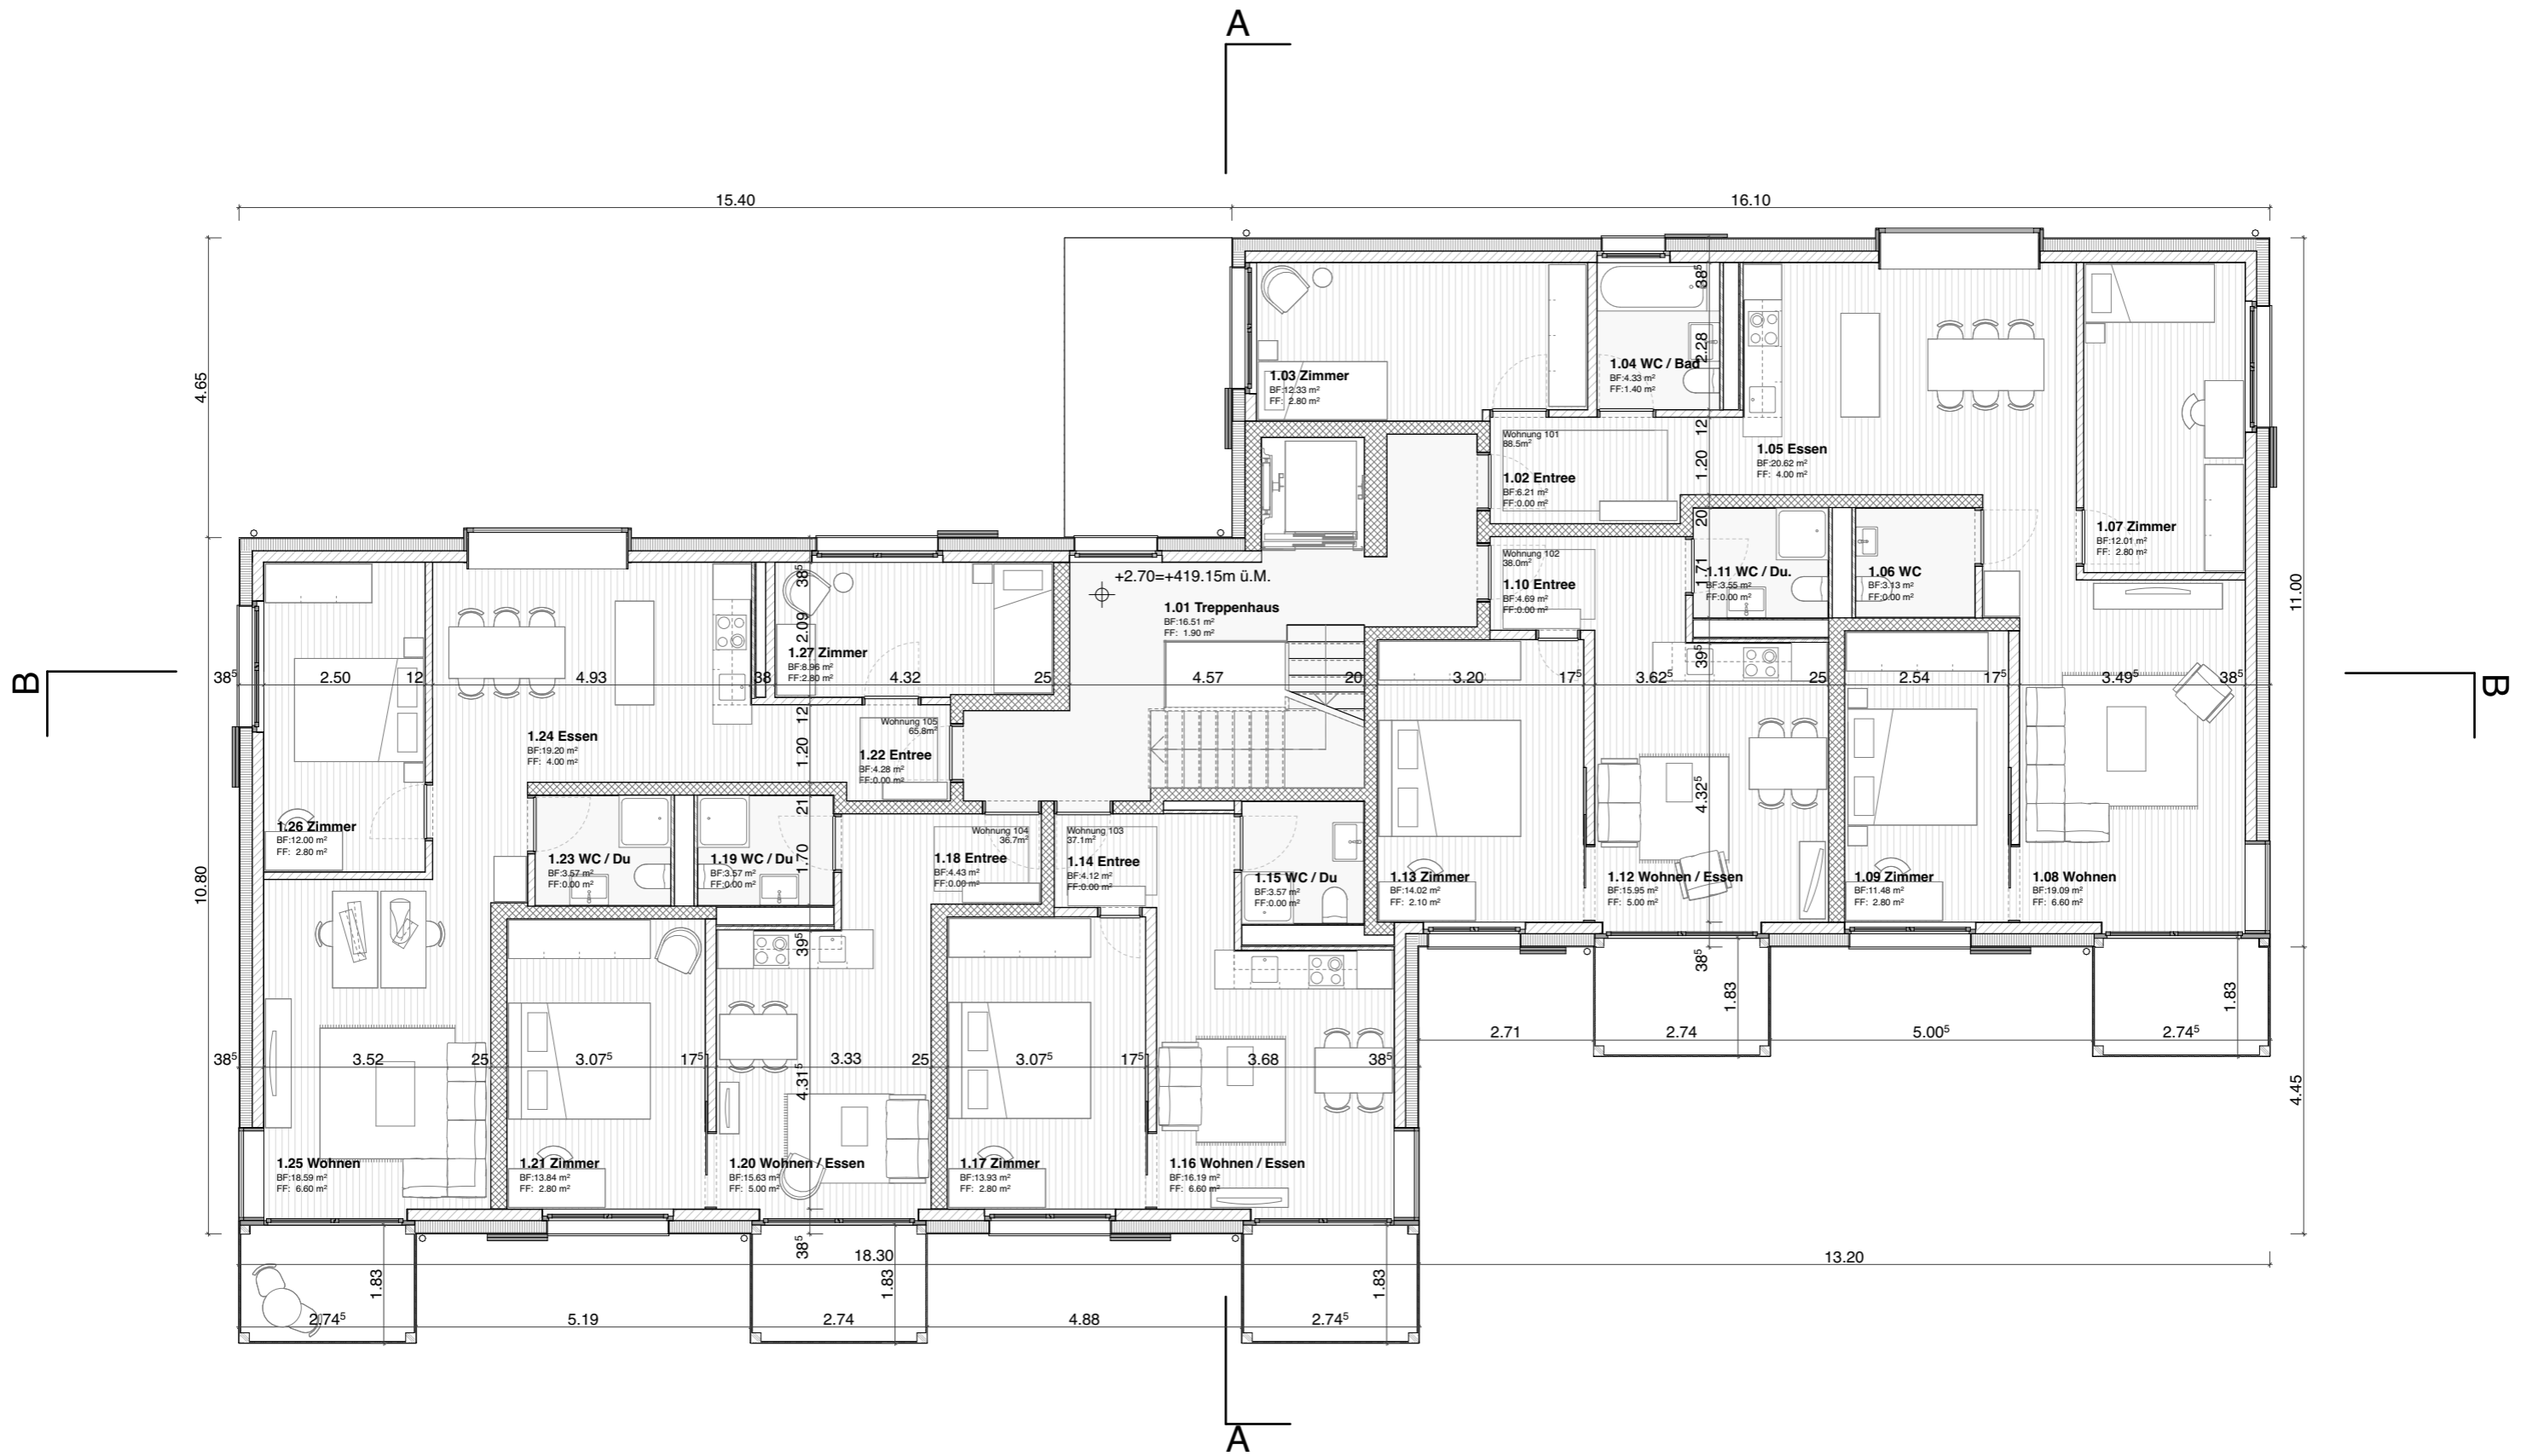 A
15.40
16.10
4.65
38⁵
2.28
1.03 Zimmer
BF:12.33 m²
FF: 2.80 m²
1.04 WC / Bad
BF:4.33 m²
FF:1.40 m²
12
1.20
Wohnung 101
88.5m²
1.02 Entree
BF:6.21 m²
FF:0.00 m²
1.05 Essen
BF:20.62 m²
FF: 4.00 m²
20
1.07 Zimmer
BF:12.01 m²
FF: 2.80 m²
Wohnung 102
38.0m²
1.10 Entree
BF:4.69 m²
FF:0.00 m²
1.71
1.11 WC / Du.
BF:3.55 m²
FF:0.00 m²
1.06 WC
BF:3.13 m²
FF:0.00 m²
11.00
+2.70=+419.15m ü.M.
1.01 Treppenhaus
BF:16.51 m²
FF: 1.90 m²
38⁵
2.09
1.27 Zimmer
BF:8.96 m²
FF:2.80 m²
39⁵
B
38⁵
2.50
12
4.93
38
4.32
25
4.57
20
3.20
17⁵
3.62⁵
25
2.54
17⁵
3.49⁵
38⁵
B
12
1.20
Wohnung 105
65.8m²
1.22 Entree
BF:4.28 m²
FF:0.00 m²
1.24 Essen
BF:19.20 m²
FF: 4.00 m²
4.32⁵
21
1.26 Zimmer
BF:12.00 m²
FF: 2.80 m²
1.23 WC / Du
BF:3.57 m²
FF:0.00 m²
1.19 WC / Du
BF:3.57 m²
FF:0.00 m²
1.70
Wohnung 104
36.7m²
1.18 Entree
BF:4.43 m²
FF:0.00 m²
Wohnung 103
37.1m²
1.14 Entree
BF:4.12 m²
FF:0.00 m²
1.15 WC / Du
BF:3.57 m²
FF:0.00 m²
1.13 Zimmer
BF:14.02 m²
FF: 2.10 m²
1.12 Wohnen / Essen
BF:15.95 m²
FF: 5.00 m²
1.09 Zimmer
BF:11.48 m²
FF: 2.80 m²
1.08 Wohnen
BF:19.09 m²
FF: 6.60 m²
10.80
39⁵
38⁵
1.83
1.83
2.71
2.74
5.00⁵
2.74⁵
38⁵
3.52
25
3.07⁵
17⁵
3.33
25
3.07⁵
17⁵
3.68
38⁵
4.31⁵
4.45
1.25 Wohnen
BF:18.59 m²
FF: 6.60 m²
1.21 Zimmer
BF:13.84 m²
FF: 2.80 m²
1.20 Wohnen / Essen
BF:15.63 m²
FF: 5.00 m²
1.17 Zimmer
BF:13.93 m²
FF: 2.80 m²
1.16 Wohnen / Essen
BF:16.19 m²
FF: 6.60 m²
38⁵
18.30
13.20
1.83
1.83
1.83
2.74⁵
5.19
2.74
4.88
2.74⁵
A